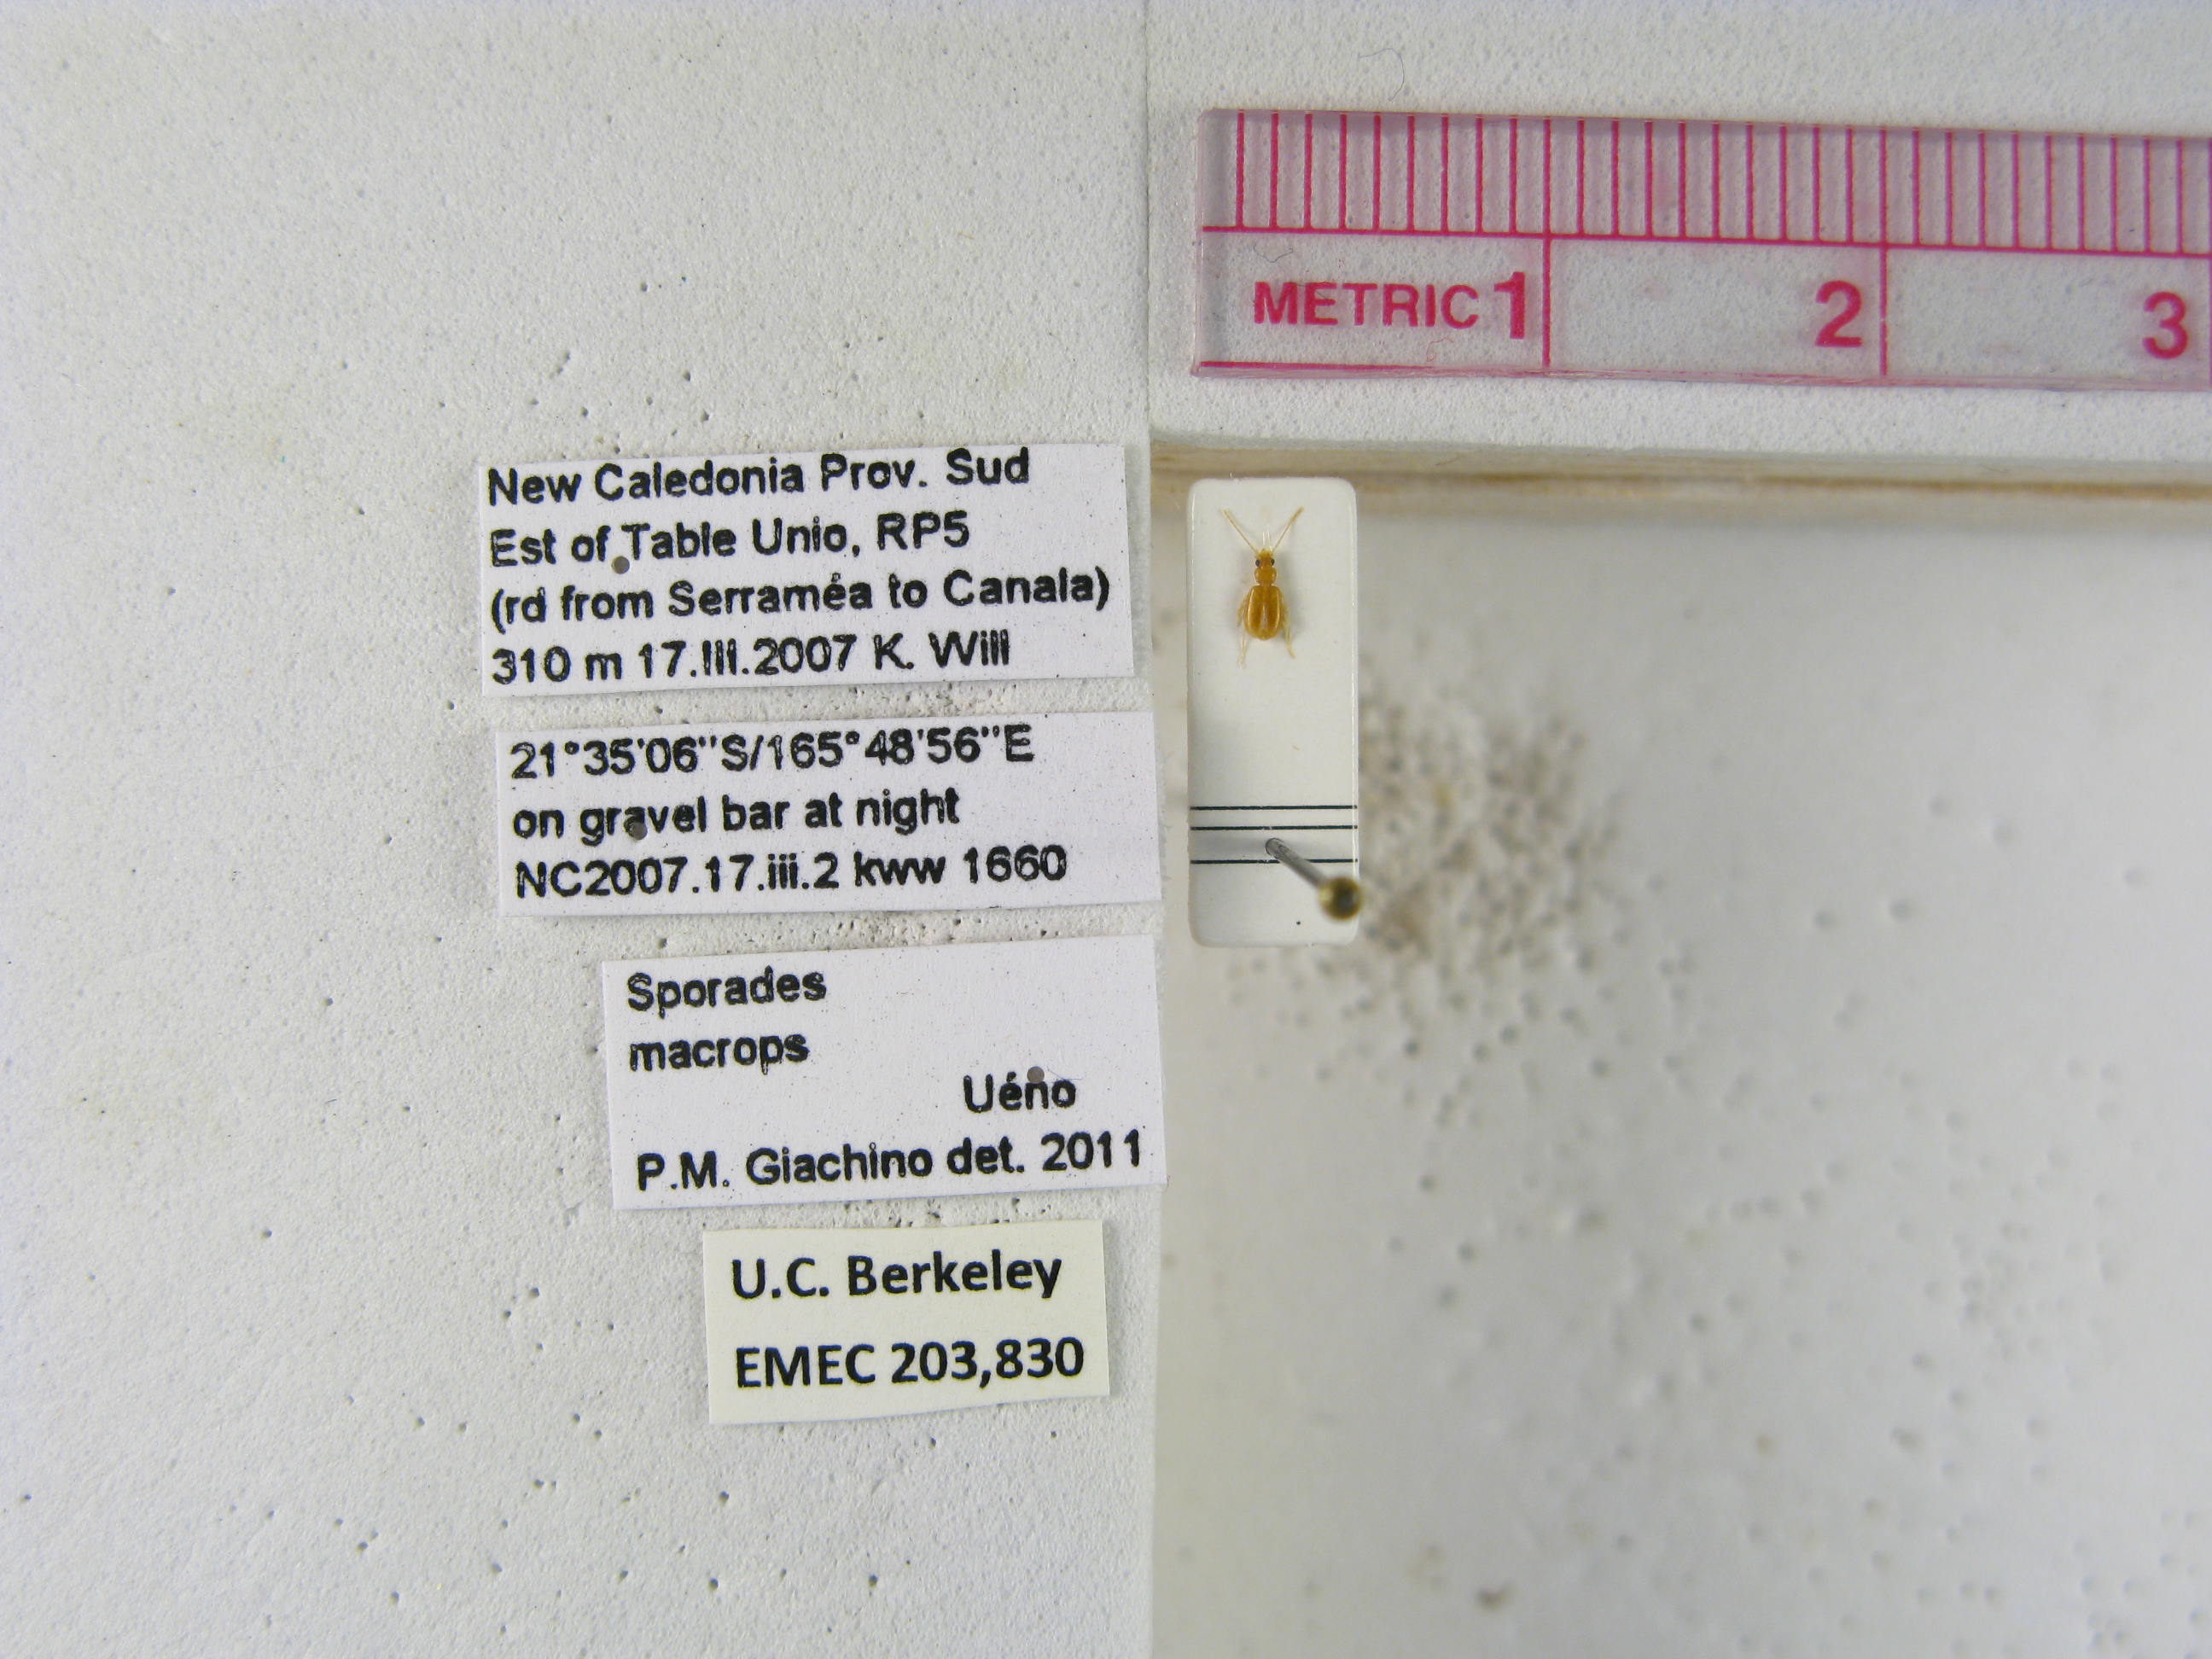 New Caledonia Prov. Sud
Est of Table Unio, RP5
(rd from Serraméa to Canala)
310 m 17.III.2007 K. Will
21°35'06"S/165°48'56"E
on gravel bar at night
NC2007.17.iii.2 kww 1660
Sporades
macrops
Uéno
P.M. Giachino det. 2011
U.C. Berkeley
EMEC 203,830
METRIC 1 2 3